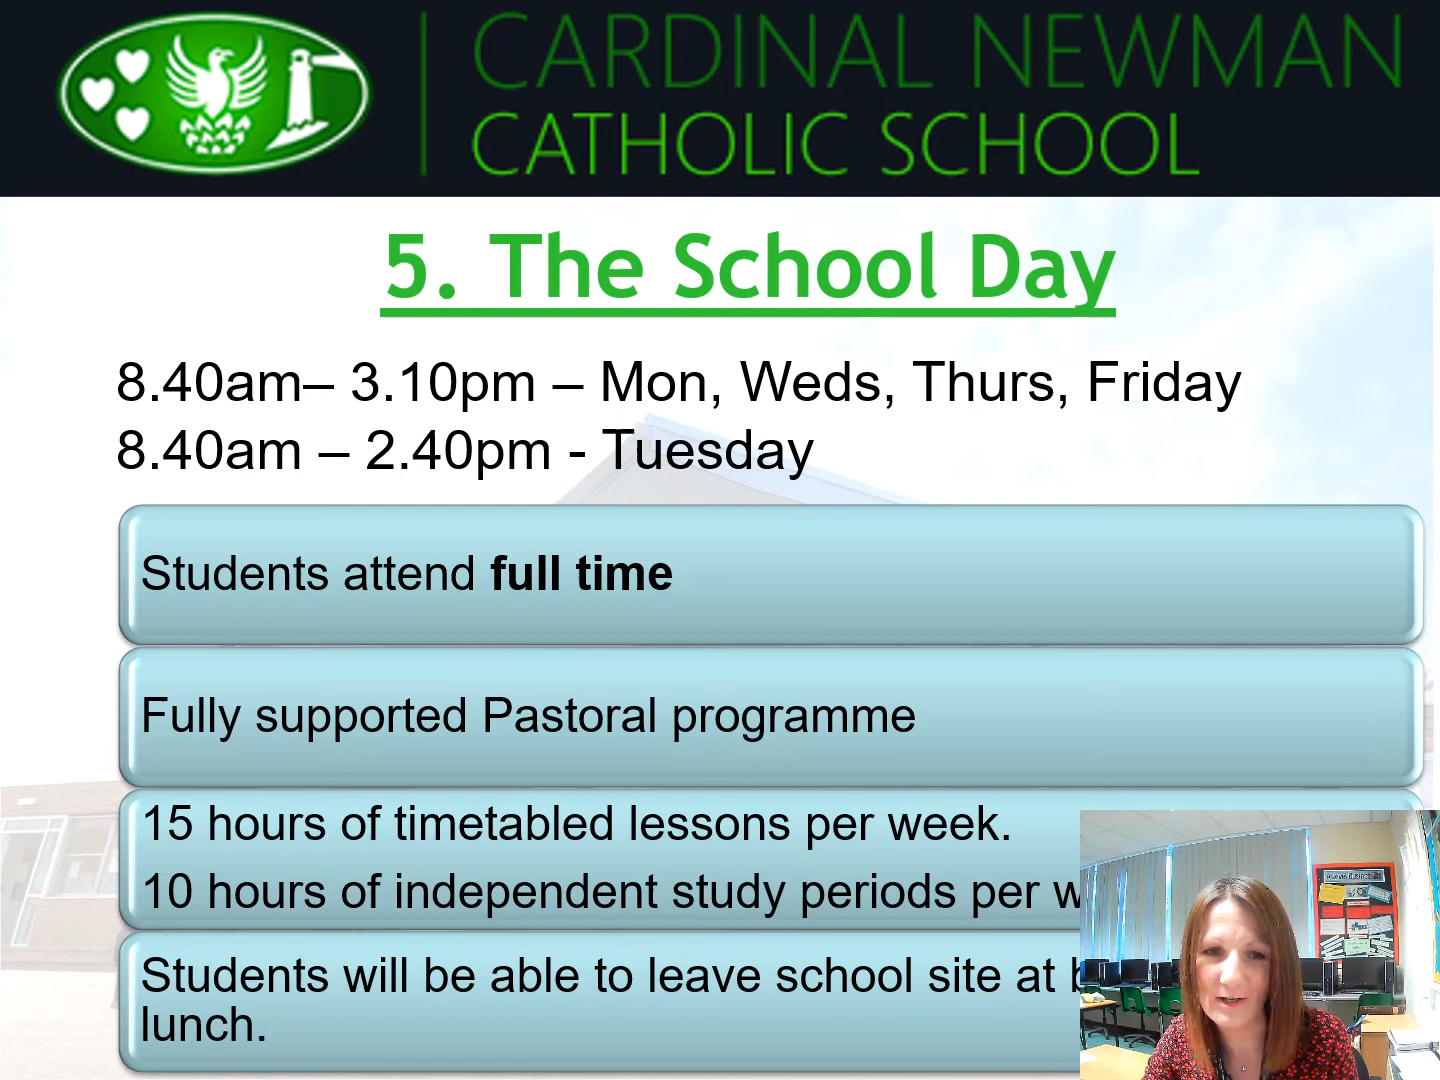 CARDINAL NEWMAN
CATHOLIC SCHOOL
5. The School Day
8.40am– 3.10pm – Mon, Weds, Thurs, Friday
8.40am – 2.40pm - Tuesday
Students attend full time
Fully supported Pastoral programme
15 hours of timetabled lessons per week.
10 hours of independent study periods per w
Students will be able to leave school site at b
lunch.